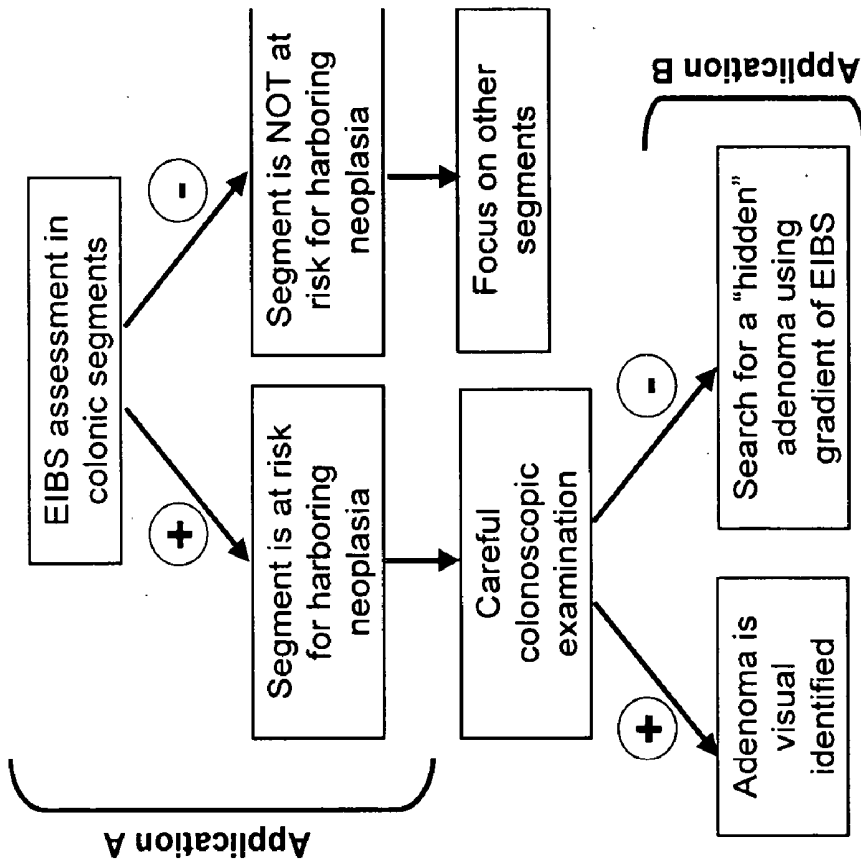 EIBS assessment in
colonic segments
+
-
Segment is at risk
for harboring
neoplasia
Segment is NOT at
risk for harboring
neoplasia
Application A
Careful
colonoscopic
examination
Focus on other
segments
+
-
Adenoma is
visual
identified
Search for a "hidden"
adenoma using
gradient of EIBS
Application B